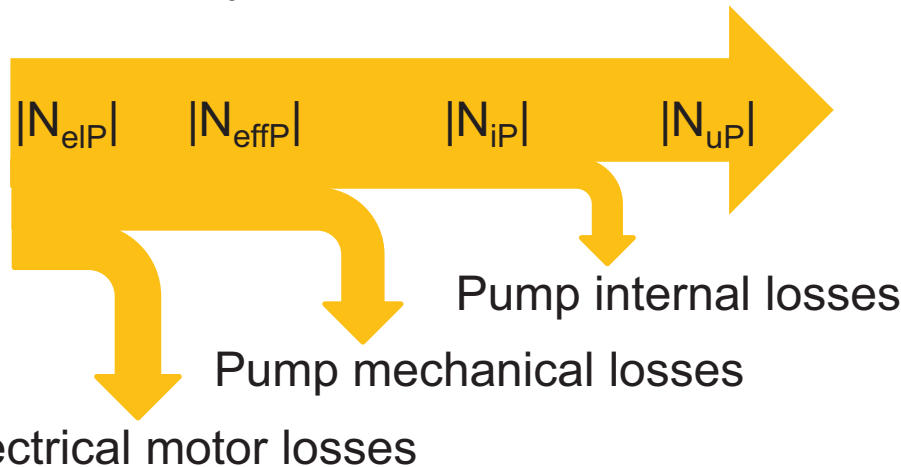 |NelP| |NeffP| |NiP| |NuP|
Pump internal losses
Pump mechanical losses
ectrical motor losses